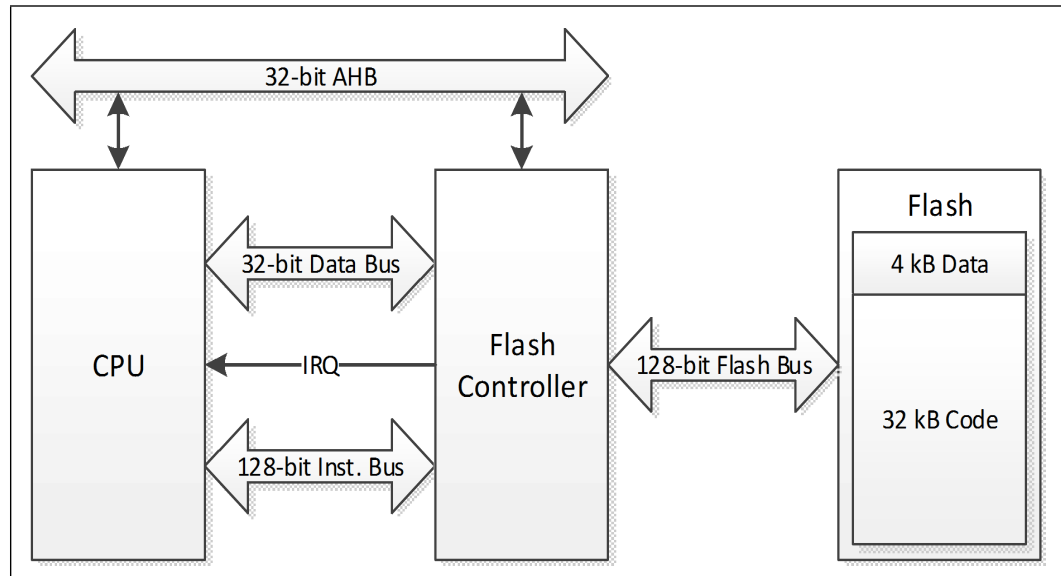 32-bit AHB
CPU
32-bit Data Bus
IRQ
128-bit Inst. Bus
Flash
Controller
128-bit Flash Bus
Flash
4 kB Data
32 kB Code